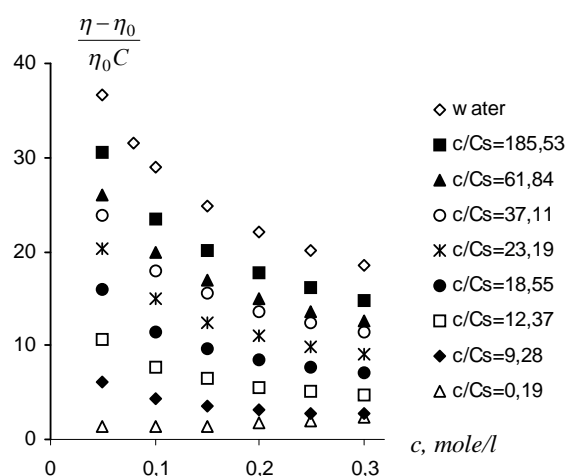 η − η₀
η₀C
40
30
20
10
0
0
0,1
0,2
0,3
c, mole/l
water
c/Cs=185,53
c/Cs=61,84
c/Cs=37,11
c/Cs=23,19
c/Cs=18,55
c/Cs=12,37
c/Cs=9,28
c/Cs=0,19